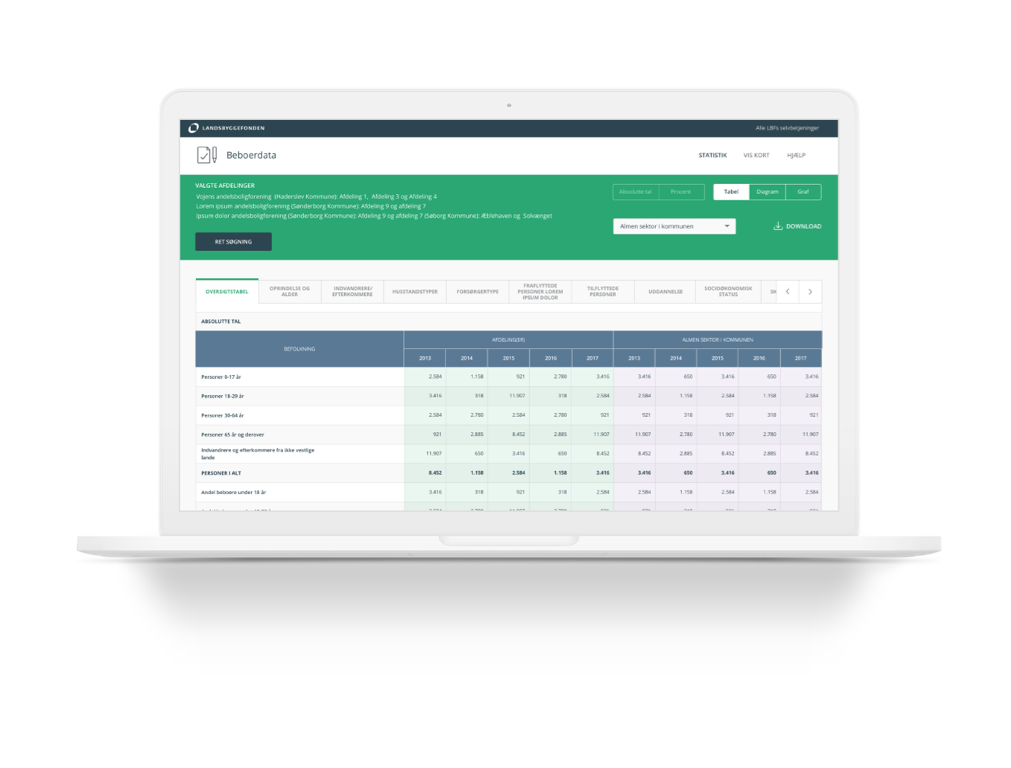 LANDSBYGGEFONDEN Alle LBFs selvbetjeninger
Beboerdata STATISTIK VIS KORT HJÆLP
VALGTE AFDELINGER
Vojens andelsboligforening (Haderslev Kommune): Afdeling 1, Afdeling 3 og Afdeling 4
Lorem ipsum andelsboligforening (Sønderborg Kommune): Afdeling 9 og afdeling 7
Ipsum dolor andelsboligforening (Sønderborg Kommune): Afdeling 9 og afdeling 7 (Søborg Kommune): Æblehaven og Solvænget
Absolutte tal Procent Tabel Diagram Graf
Almen sektor i kommunen DOWNLOAD
RET SØGNING
OVERSIGTSTABEL
OPRINDELSE OG
ALDER
INDVANDRERE/
EFTERKOMMERE
HUSSTANDSTYPER
FORSØRGERTYPE
FRAFLYTTEDE
PERSONER LOREM
IPSUM DOLOR
TILFLYTTEDE
PERSONER
UDDANNELSE
SOCIOØKONOMISK
STATUS
ABSOLUTTE TAL
BEFOLKNING AFDELING(ER) ALMEN SEKTOR I KOMMUNEN
2013 2014 2015 2016 2017 2013 2014 2015 2016 2017
Personer 0-17 år 2.584 1.158 921 2.780 3.416 3.416 650 3.416 650 3.416
Personer 18-29 år 3.416 318 11.907 318 2.584 2.584 1.158 2.584 1.158 2.584
Personer 30-64 år 2.584 2.780 2.584 2.780 921 921 318 921 318 921
Personer 65 år og derover 921 2.885 8.452 2.885 11.907 11.907 2.780 11.907 2.780 11.907
Indvandrere og efterkommere fra ikke vestlige
lande 11.907 650 3.416 650 8.452 8.452 2.885 8.452 2.885 8.452
PERSONER I ALT 8.452 1.158 2.584 1.158 3.416 3.416 650 3.416 650 3.416
Andel beboere under 18 år 3.416 318 921 318 2.584 2.584 1.158 2.584 1.158 2.584